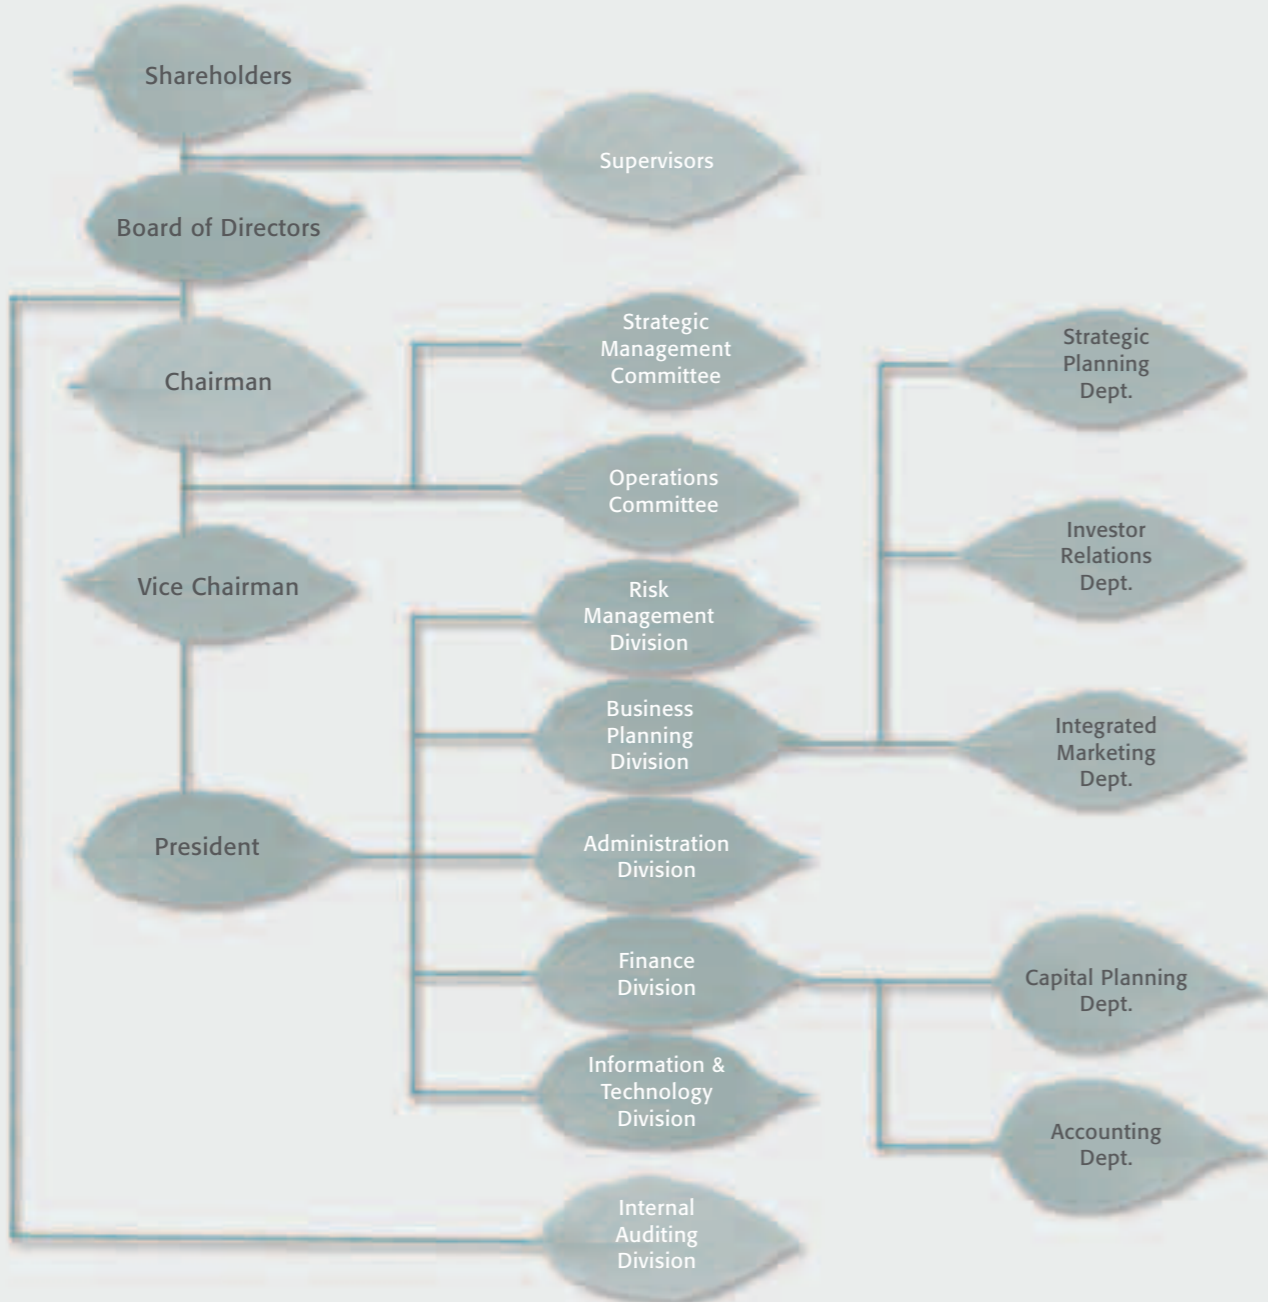 Shareholders
Supervisors
Board of Directors
Strategic
Management
Committee
Strategic
Planning
Dept.
Chairman
Operations
Committee
Investor
Relations
Dept.
Vice Chairman
Risk
Management
Division
Business
Planning
Division
Integrated
Marketing
Dept.
President
Administration
Division
Finance
Division
Capital Planning
Dept.
Information &
Technology
Division
Accounting
Dept.
Internal
Auditing
Division